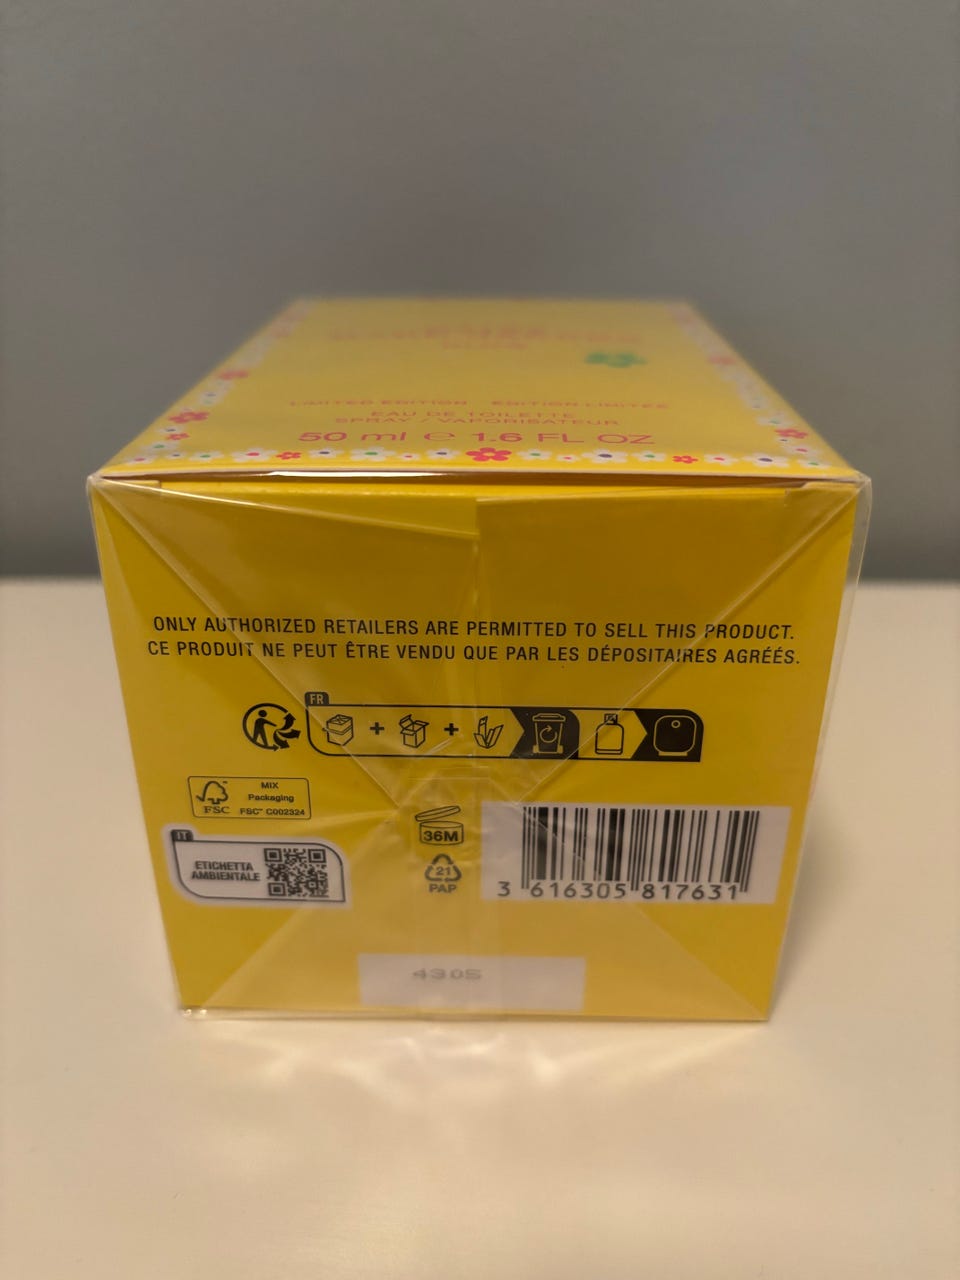 LIMITED EDITION ÉDITION LIMITÉE
EAU DE TOILETTE
SPRAY / VAPORISATEUR
50 ml ℮ 1.6 FL OZ
ONLY AUTHORIZED RETAILERS ARE PERMITTED TO SELL THIS PRODUCT.
CE PRODUIT NE PEUT ÊTRE VENDU QUE PAR LES DÉPOSITAIRES AGRÉÉS.
FR
+ +
MIX
Packaging
FSC™ C002324
FSC
IT
ETICHETTA
AMBIENTALE
36M
21
PAP
3 616305 817631
4305